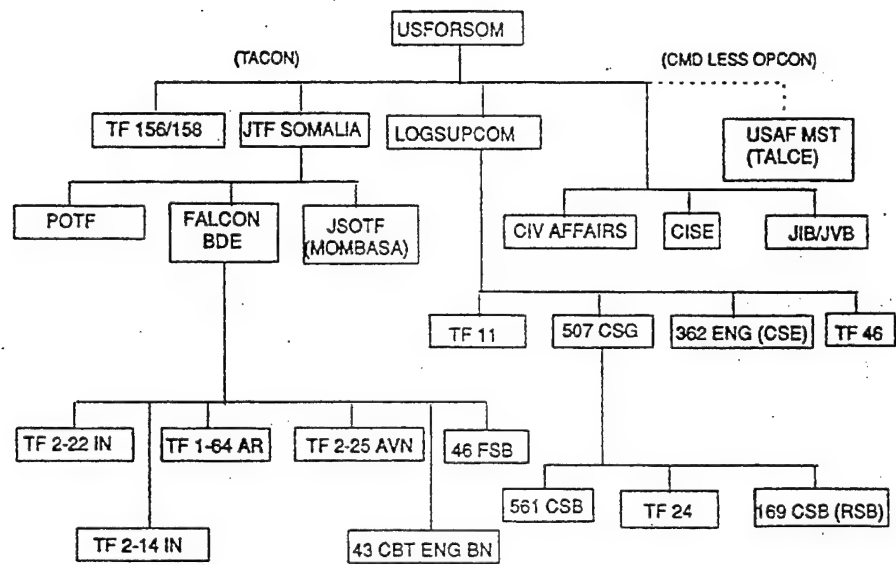 USFORSOM
(TACON)
(CMD LESS OPCON)
TF 156/158
JTF SOMALIA
LOGSUPCOM
USAF MST
(TALCE)
POTF
FALCON
BDE
JSOTF
(MOMBASA)
CIV AFFAIRS
CISE
JIB/JVB
TF 11
507 CSG
362 ENG (CSE)
TF 46
TF 2-22 IN
TF 1-64 AR
TF 2-25 AVN
46 FSB
561 CSB
TF 24
169 CSB (RSB)
TF 2-14 IN
43 CBT ENG BN